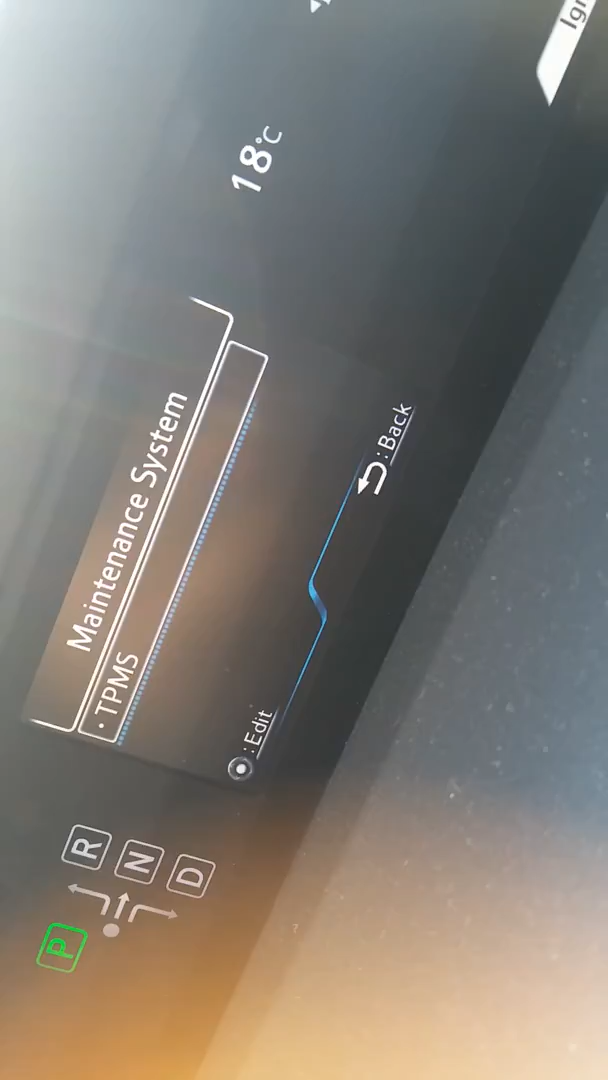 18°C
Maintenance System
· TPMS
: Edit
: Back
P
R
N
D